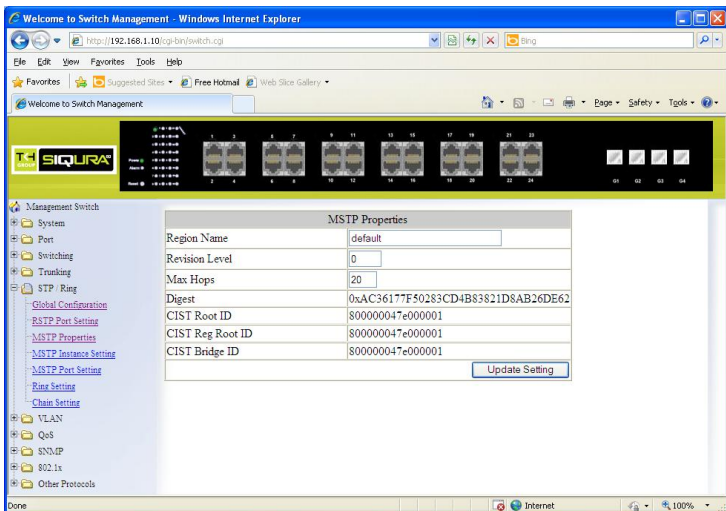 Welcome to Switch Management - Windows Internet Explorer
http://192.168.1.10/cgi-bin/switch.cgi
Bing
File Edit View Favorites Tools Help
Favorites Suggested Sites Free Hotmail Web Slice Gallery
Welcome to Switch Management
Page Safety Tools
TKH GROUP SIQURA®
Power
Alarm
Reset
1 3 5 7 9 11 13 15 17 19 21 23
2 4 6 8 10 12 14 16 18 20 22 24
G1 G2 G3 G4
Management Switch
System
Port
Switching
Trunking
STP / Ring
Global Configuration
RSTP Port Setting
MSTP Properties
MSTP Instance Setting
MSTP Port Setting
Ring Setting
Chain Setting
VLAN
QoS
SNMP
802.1x
Other Protocols
MSTP Properties
Region Name default
Revision Level 0
Max Hops 20
Digest 0xAC36177F50283CD4B83821D8AB26DE62
CIST Root ID 800000047e000001
CIST Reg Root ID 800000047e000001
CIST Bridge ID 800000047e000001
Update Setting
Done
Internet
100%